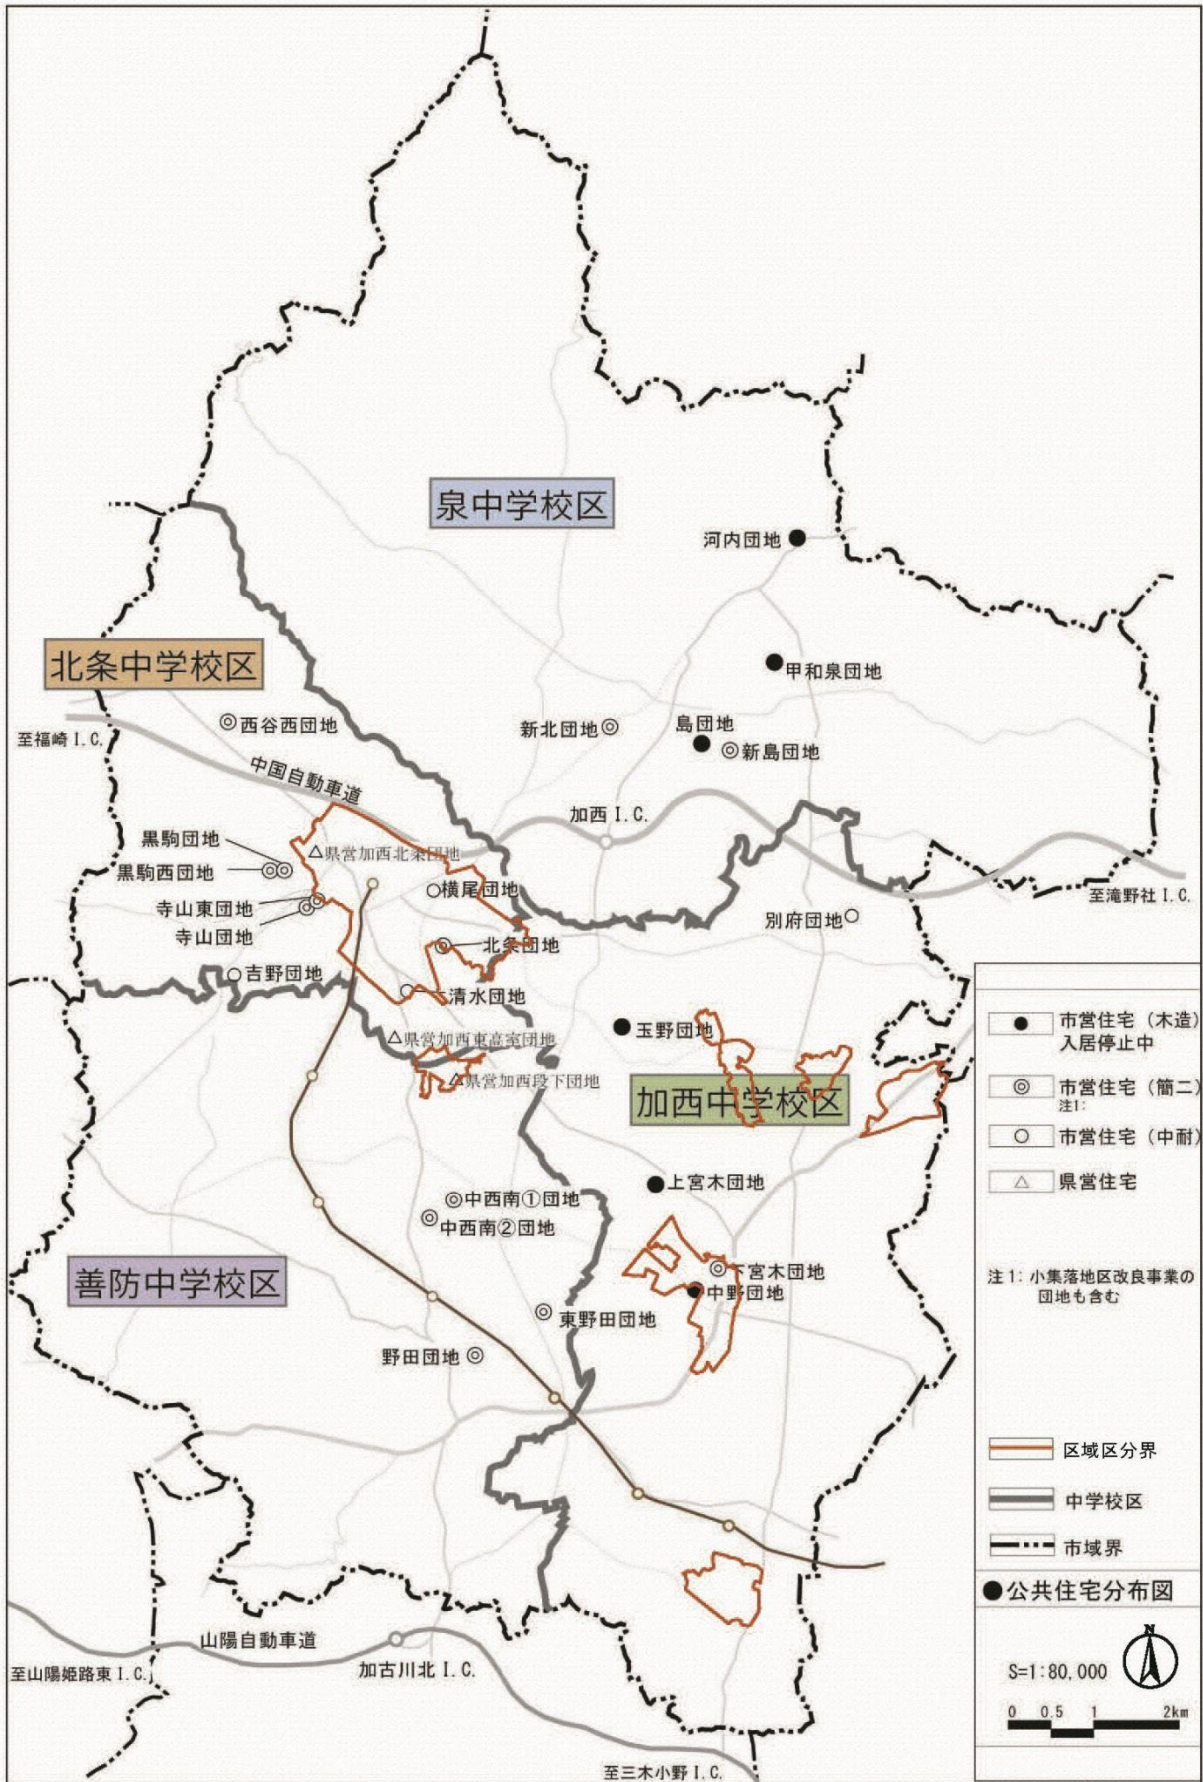 泉中学校区
河内団地
北条中学校区
甲和泉団地
西谷西団地
新北団地
島団地
新島団地
至福崎 I.C.
中国自動車道
加西 I.C.
黒駒団地
県営加西北条団地
黒駒西団地
横尾団地
至滝野社 I.C.
寺山東団地
寺山団地
別府団地
北条団地
吉野団地
清水団地
玉野団地
県営加西東高室団地
県営加西段下団地
加西中学校区
上宮木団地
中西南①団地
中西南②団地
善防中学校区
下宮木団地
中野団地
東野田団地
野田団地
山陽自動車道
加古川北 I.C.
至山陽姫路東 I.C.
至三木小野 I.C.
市営住宅（木造）
入居停止中
市営住宅（簡二）
注1:
市営住宅（中耐）
県営住宅
注1: 小集落地区改良事業の
団地も含む
区域区分界
中学校区
市域界
●公共住宅分布図
N
S=1:80,000
0 0.5 1 2km